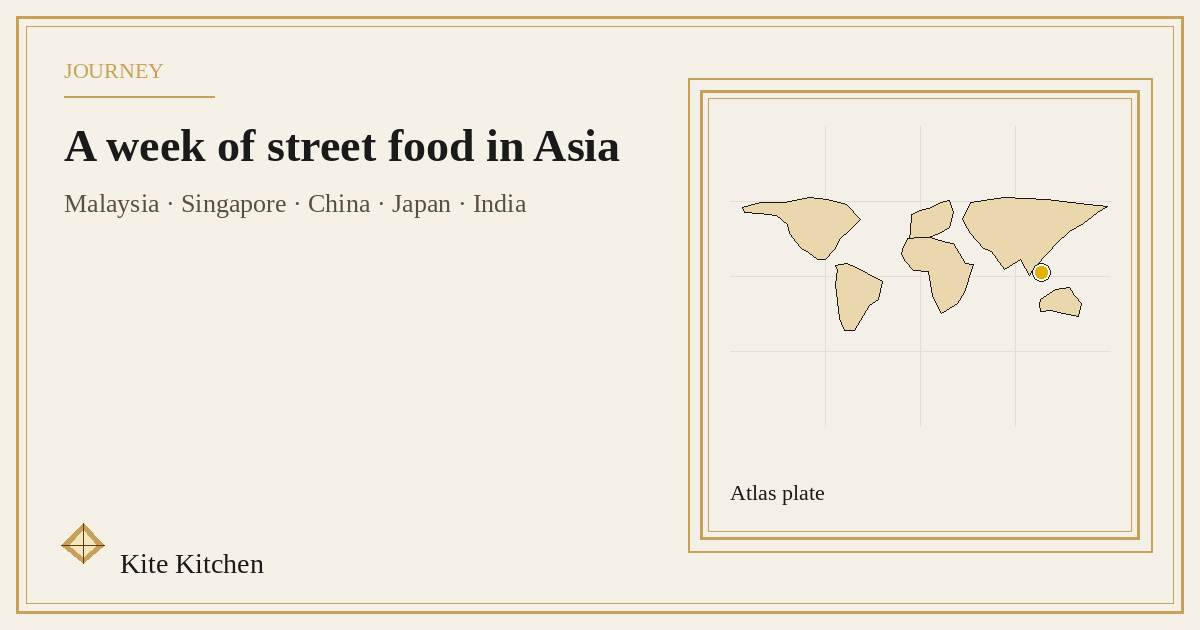 JOURNEY
A week of street food in Asia
Malaysia · Singapore · China · Japan · India
Atlas plate
Kite Kitchen